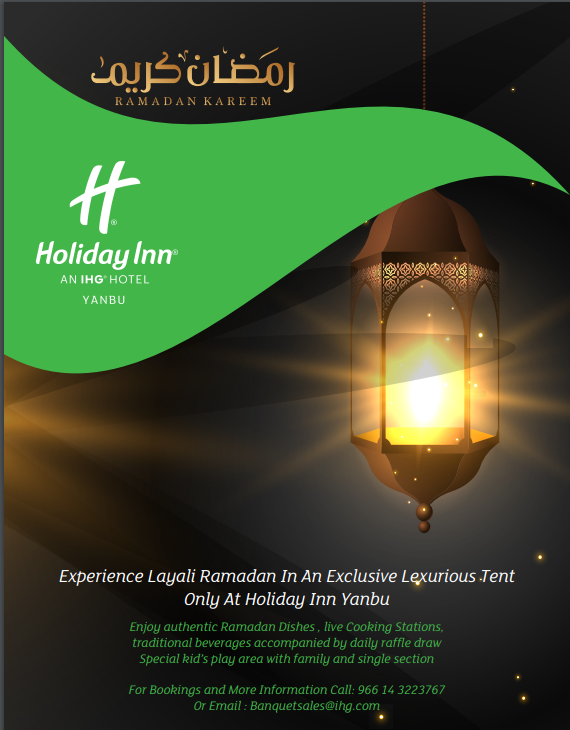 رمضان كريم
RAMADAN KAREEM
H®
Holiday Inn®
AN IHG® HOTEL
YANBU
Experience Layali Ramadan In An Exclusive Lexurious Tent
Only At Holiday Inn Yanbu
Enjoy authentic Ramadan Dishes , live Cooking Stations,
traditional beverages accompanied by daily raffle draw
Special kid's play area with family and single section
For Bookings and More Information Call: 966 14 3223767
Or Email : Banquetsales@ihg.com